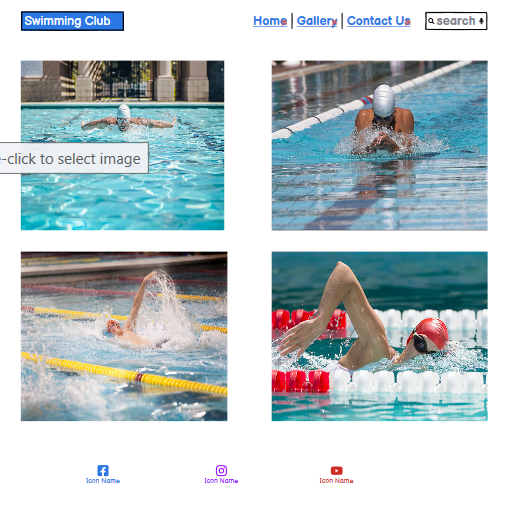 Swimming Club
Home | Gallery | Contact Us
search
-click to select image
Icon Name
Icon Name
Icon Name